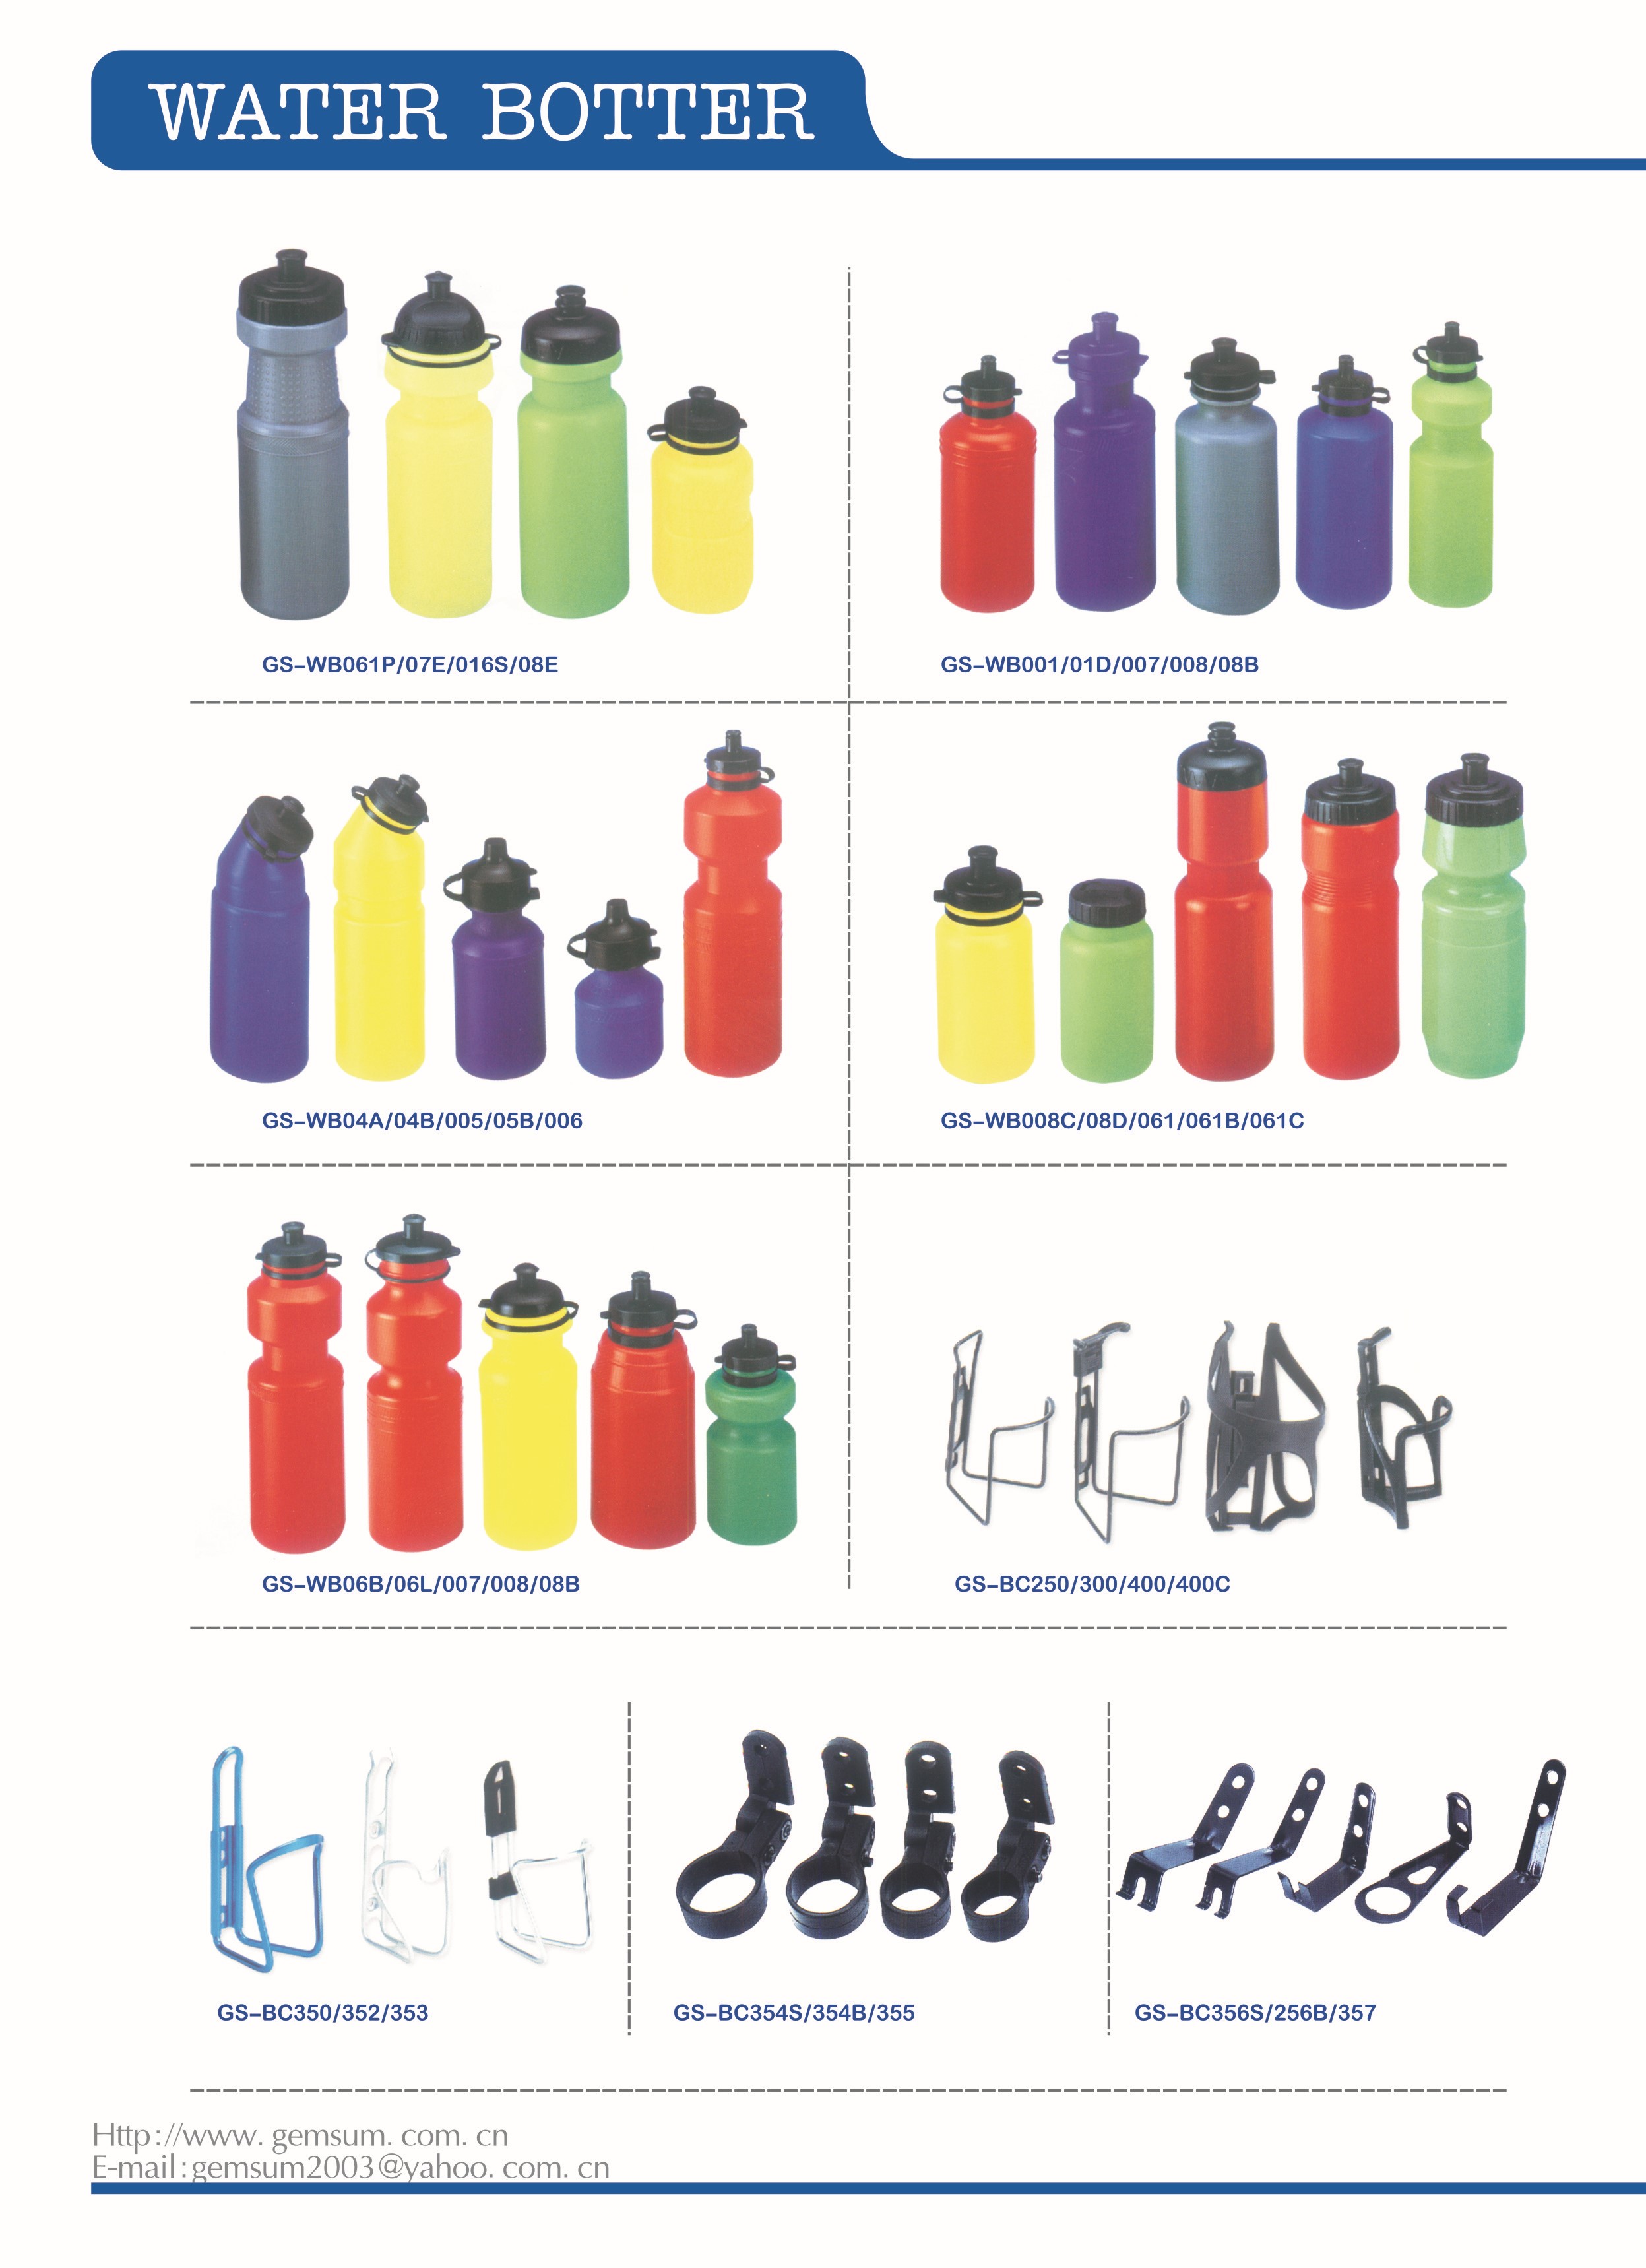 WATER BOTTER
GS-WB061P/07E/016S/08E
GS-WB001/01D/007/008/08B
GS-WB04A/04B/005/05B/006
GS-WB008C/08D/061/061B/061C
GS-WB06B/06L/007/008/08B
GS-BC250/300/400/400C
GS-BC350/352/353
GS-BC354S/354B/355
GS-BC356S/256B/357
Http://www. gemsum. com. cn
E-mail:gemsum2003@yahoo. com. cn